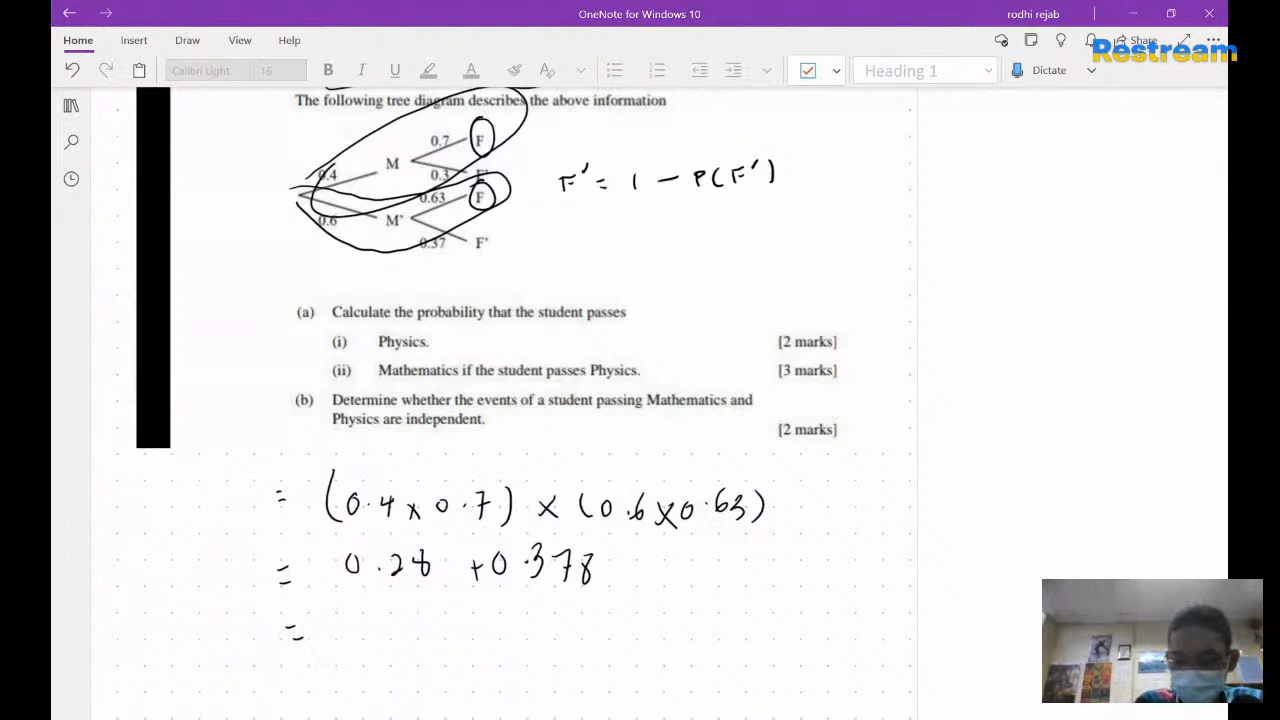 OneNote for Windows 10
rodhi rejab
Home Insert Draw View Help
Share
Restream
Calibri Light 16
B I U A
Heading 1
Dictate
The following tree diagram describes the above information
0.7 F
M
0.4 0.3 F'
0.63 F
0.6 M'
0.37 F'
F' = 1 - P(F')
(a) Calculate the probability that the student passes
(i) Physics. [2 marks]
(ii) Mathematics if the student passes Physics. [3 marks]
(b) Determine whether the events of a student passing Mathematics and
Physics are independent.
[2 marks]
= (0.4 x 0.7) x (0.6 x 0.63)
= 0.28 + 0.378
=